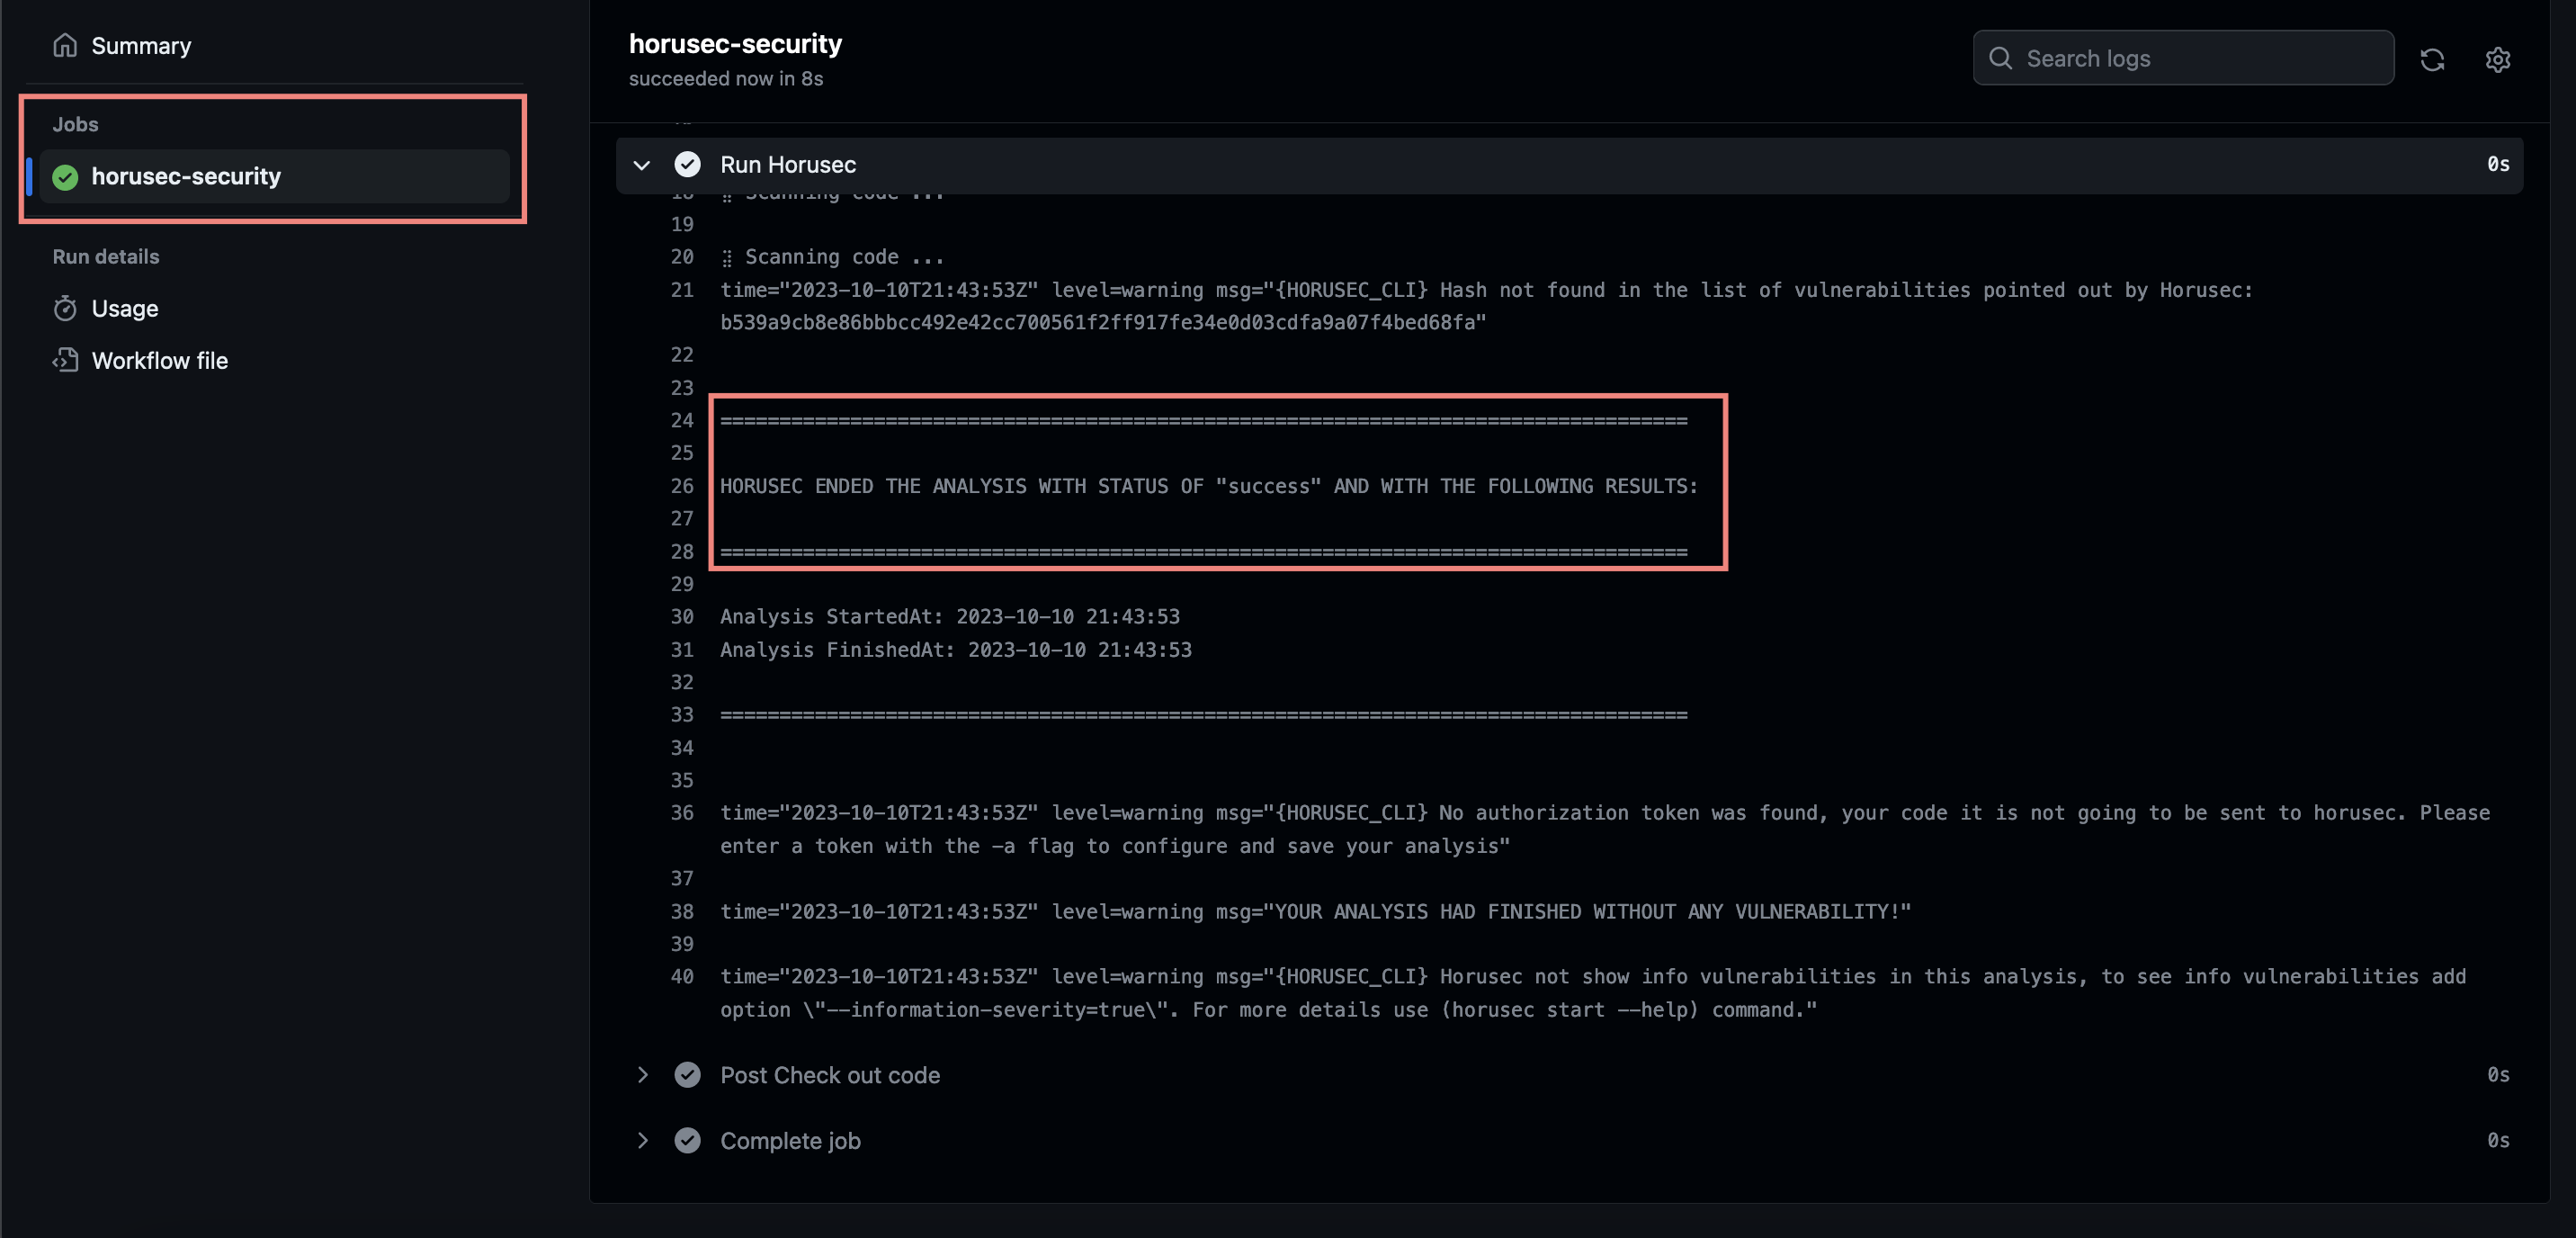 Summary
Jobs
horusec-security
Run details
Usage
Workflow file
horusec-security
succeeded now in 8s
Search logs
Run Horusec 0s
18 Scanning code ...
19
20 Scanning code ...
21 time="2023-10-10T21:43:53Z" level=warning msg="{HORUSEC_CLI} Hash not found in the list of vulnerabilities pointed out by Horusec:
b539a9cb8e86bbbcc492e42cc700561f2ff917fe34e0d03cdfa9a07f4bed68fa"
22
23
24 ==================================================================================
25
26 HORUSEC ENDED THE ANALYSIS WITH STATUS OF "success" AND WITH THE FOLLOWING RESULTS:
27
28 ==================================================================================
29
30 Analysis StartedAt: 2023-10-10 21:43:53
31 Analysis FinishedAt: 2023-10-10 21:43:53
32
33 ==================================================================================
34
35
36 time="2023-10-10T21:43:53Z" level=warning msg="{HORUSEC_CLI} No authorization token was found, your code it is not going to be sent to horusec. Please
enter a token with the -a flag to configure and save your analysis"
37
38 time="2023-10-10T21:43:53Z" level=warning msg="YOUR ANALYSIS HAD FINISHED WITHOUT ANY VULNERABILITY!"
39
40 time="2023-10-10T21:43:53Z" level=warning msg="{HORUSEC_CLI} Horusec not show info vulnerabilities in this analysis, to see info vulnerabilities add
option \"--information-severity=true\". For more details use (horusec start --help) command."
Post Check out code 0s
Complete job 0s